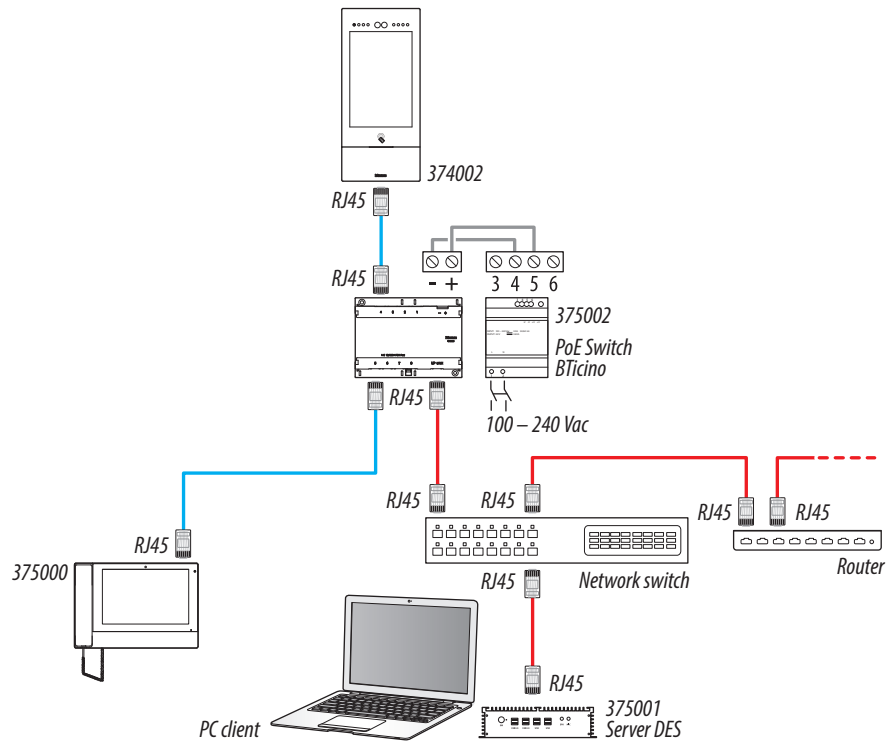 374002
RJ45
RJ45
- +
3 4 5 6
375002
PoE Switch
BTicino
RJ45
100 – 240 Vac
RJ45
RJ45
RJ45
RJ45
RJ45
375000
RJ45
Network switch
Router
RJ45
375001
Server DES
PC client